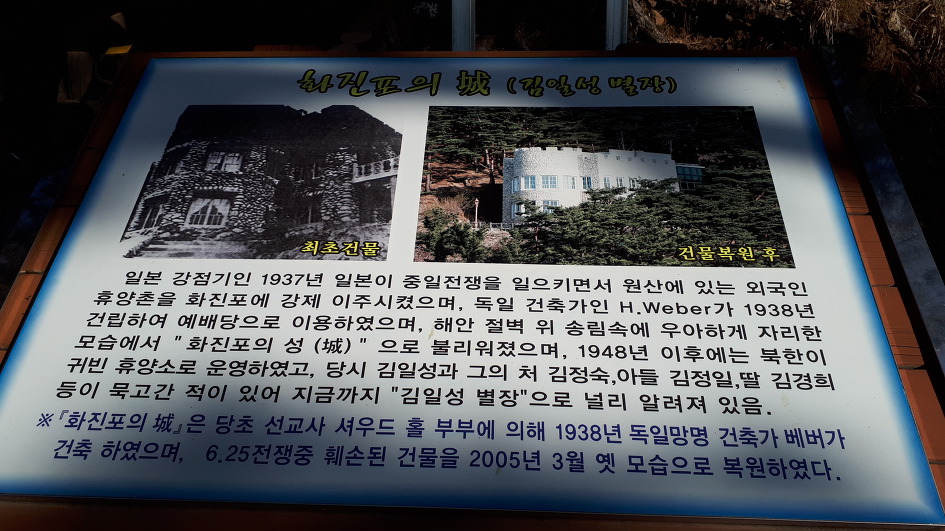 화진포의 城 (김일성 별장)
최초건물
건물복원 후
일본 강점기인 1937년 일본이 중일전쟁을 일으키면서 원산에 있는 외국인
휴양촌을 화진포에 강제 이주시켰으며, 독일 건축가인 H.Weber가 1938년
건립하여 예배당으로 이용하였으며, 해안 절벽 위 송림속에 우아하게 자리한
모습에서 "화진포의 성 (城)" 으로 불리워졌으며, 1948년 이후에는 북한이
귀빈 휴양소로 운영하였고, 당시 김일성과 그의 처 김정숙,아들 김정일,딸 김경희
등이 묵고간 적이 있어 지금까지 "김일성 별장"으로 널리 알려져 있음.
※『화진포의 城』은 당초 선교사 셔우드 홀 부부에 의해 1938년 독일망명 건축가 베버가
건축 하였으며, 6.25전쟁중 훼손된 건물을 2005년 3월 옛 모습으로 복원하였다.